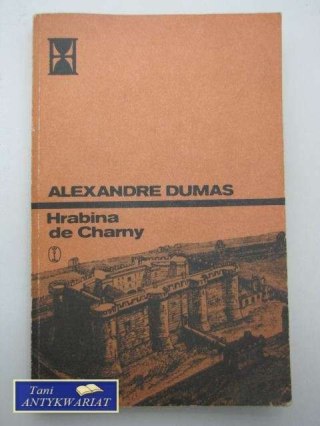 ALEXANDRE DUMAS
Hrabina
de Charny
Tani
ANTYKWARIAT